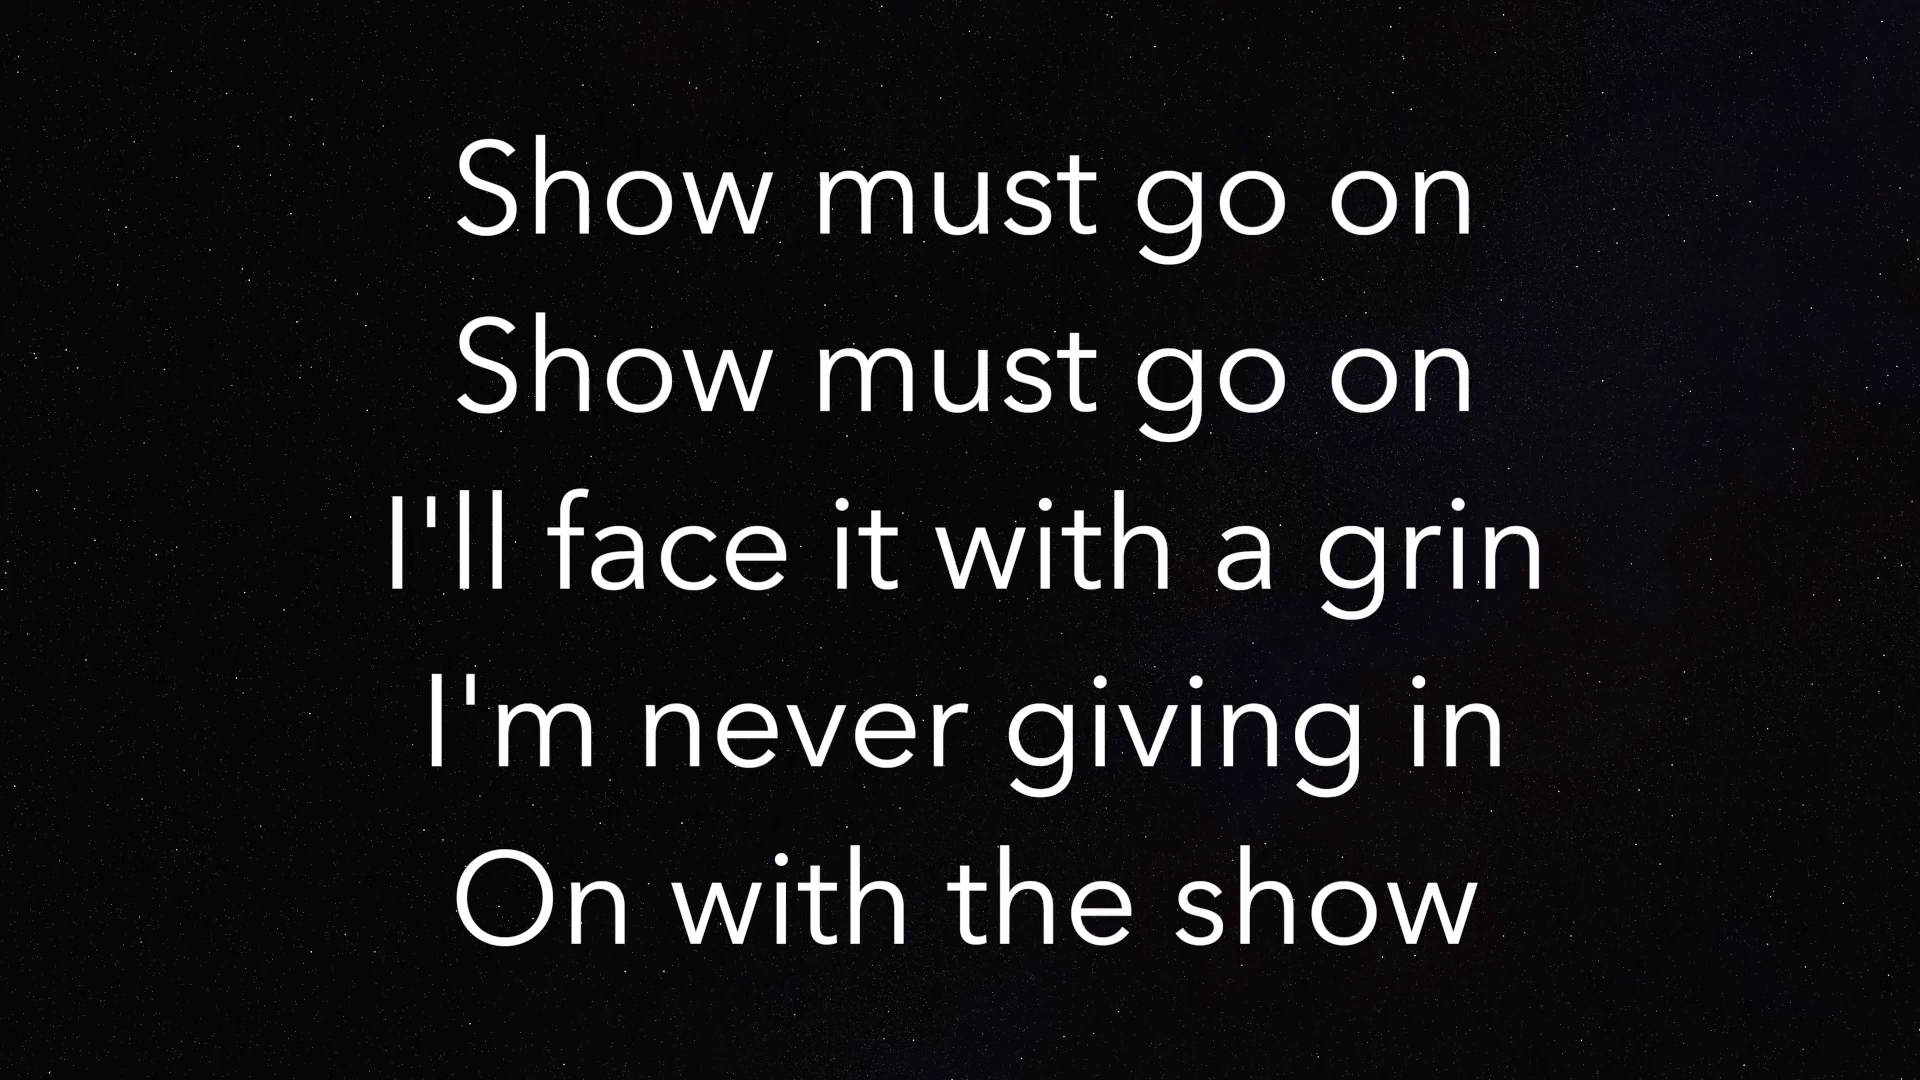 Show must go on
Show must go on
I'll face it with a grin
I'm never giving in
On with the show